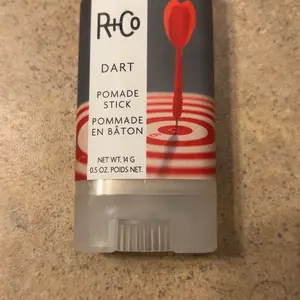 R+Co
DART
POMADE
STICK
POMMADE
EN BÂTON
NET WT. 14 G
0.5 OZ. POIDS NET.